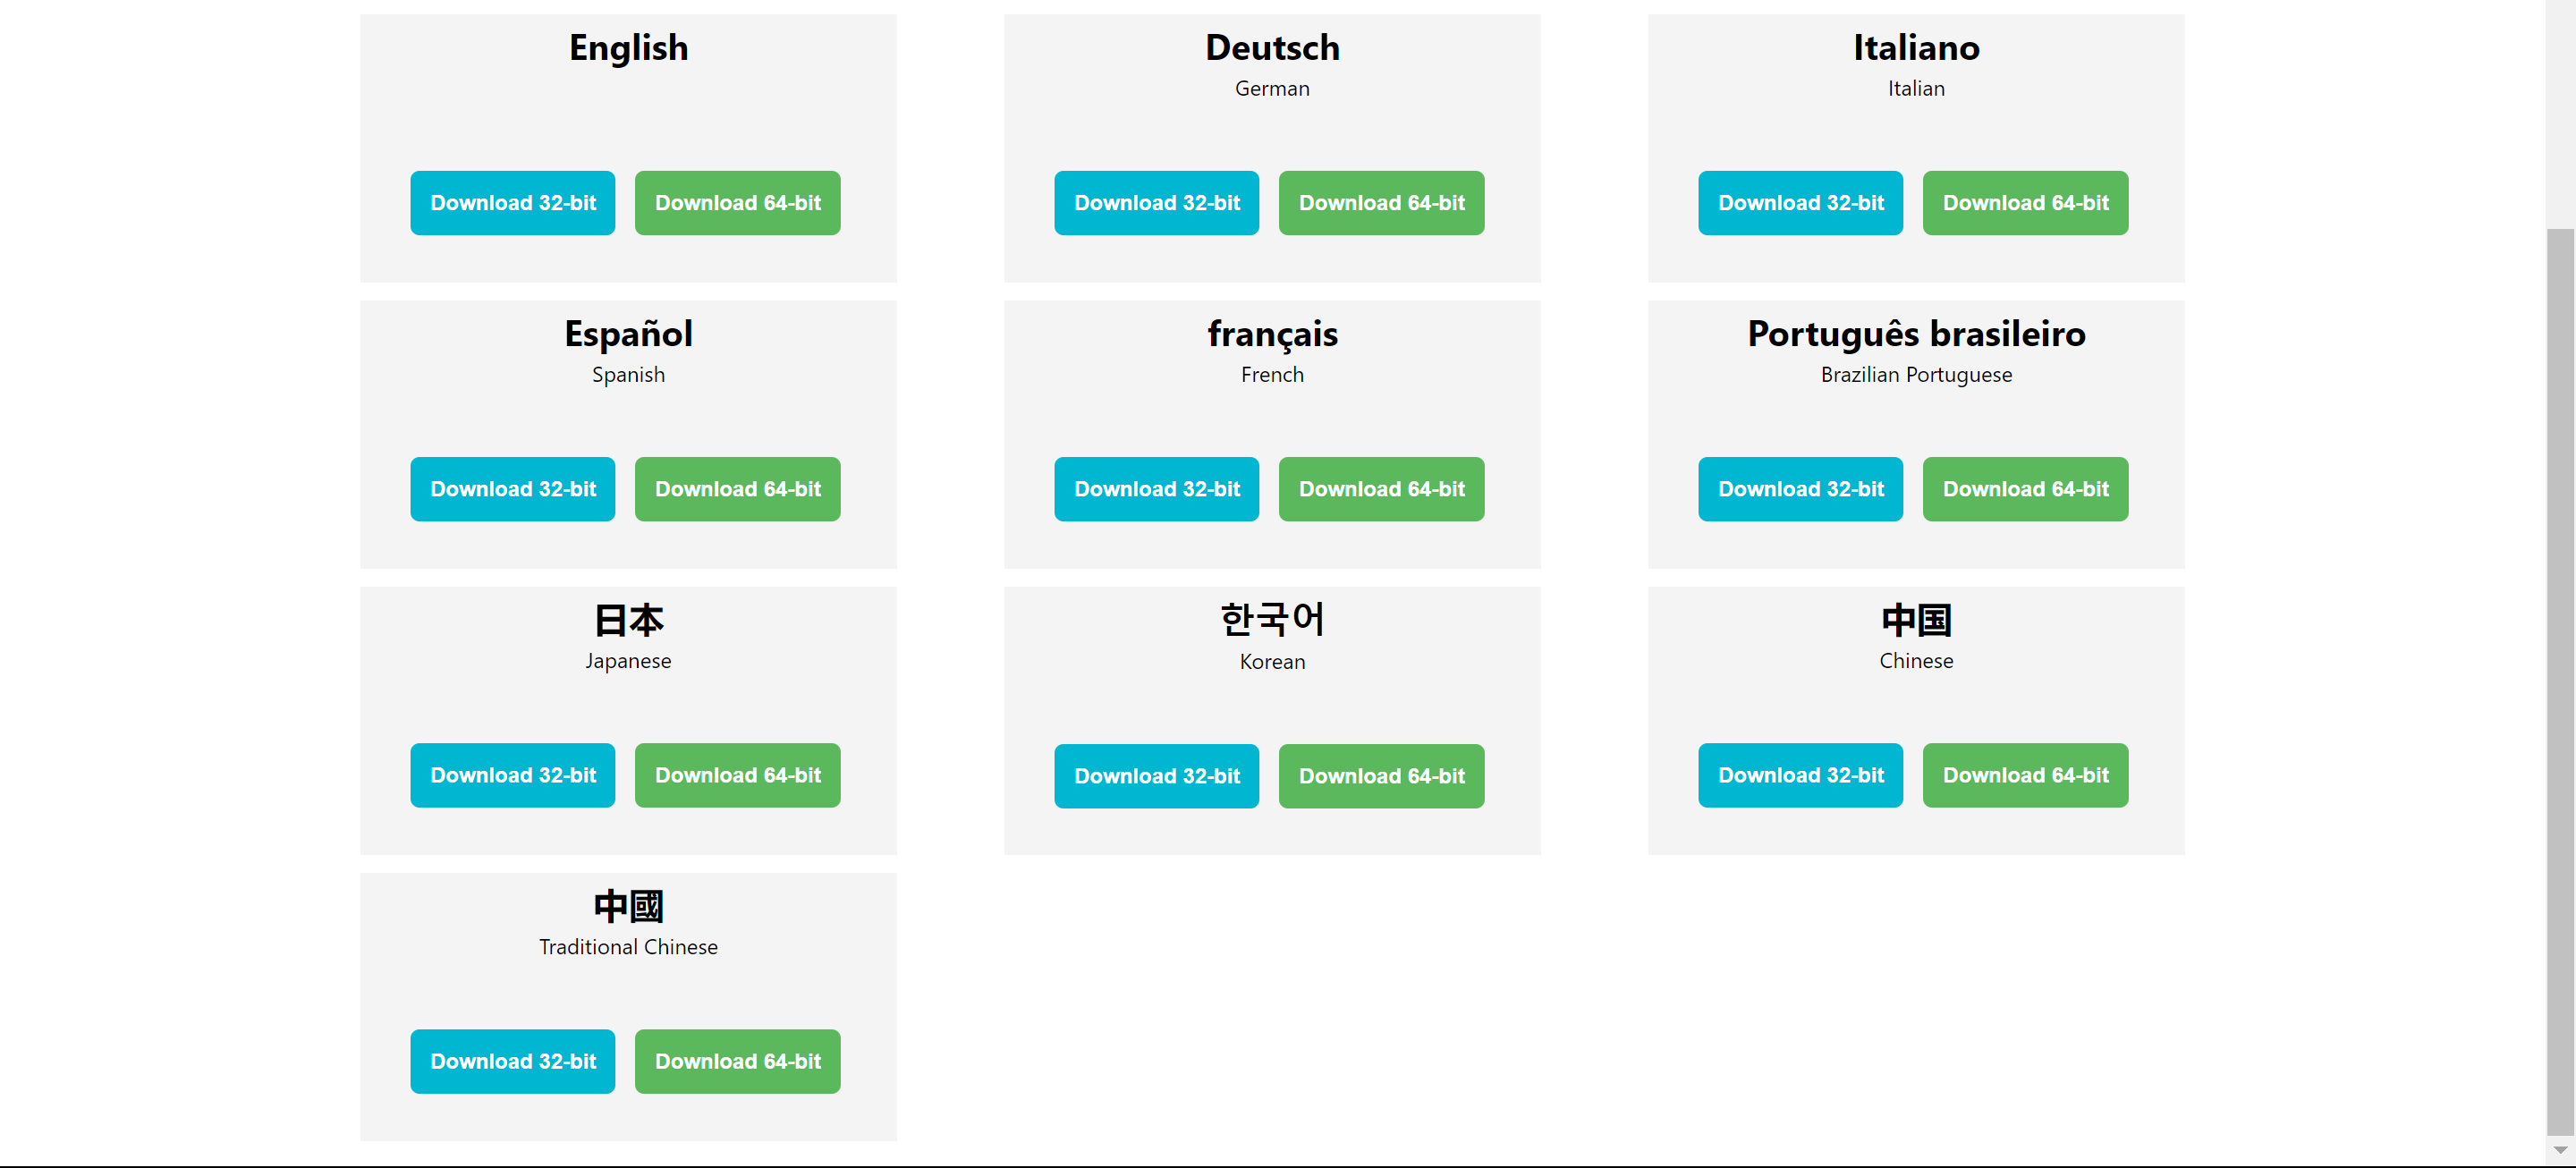 English
Download 32-bit Download 64-bit
Deutsch
German
Download 32-bit Download 64-bit
Italiano
Italian
Download 32-bit Download 64-bit
Español
Spanish
Download 32-bit Download 64-bit
français
French
Download 32-bit Download 64-bit
Português brasileiro
Brazilian Portuguese
Download 32-bit Download 64-bit
日本
Japanese
Download 32-bit Download 64-bit
한국어
Korean
Download 32-bit Download 64-bit
中国
Chinese
Download 32-bit Download 64-bit
中國
Traditional Chinese
Download 32-bit Download 64-bit